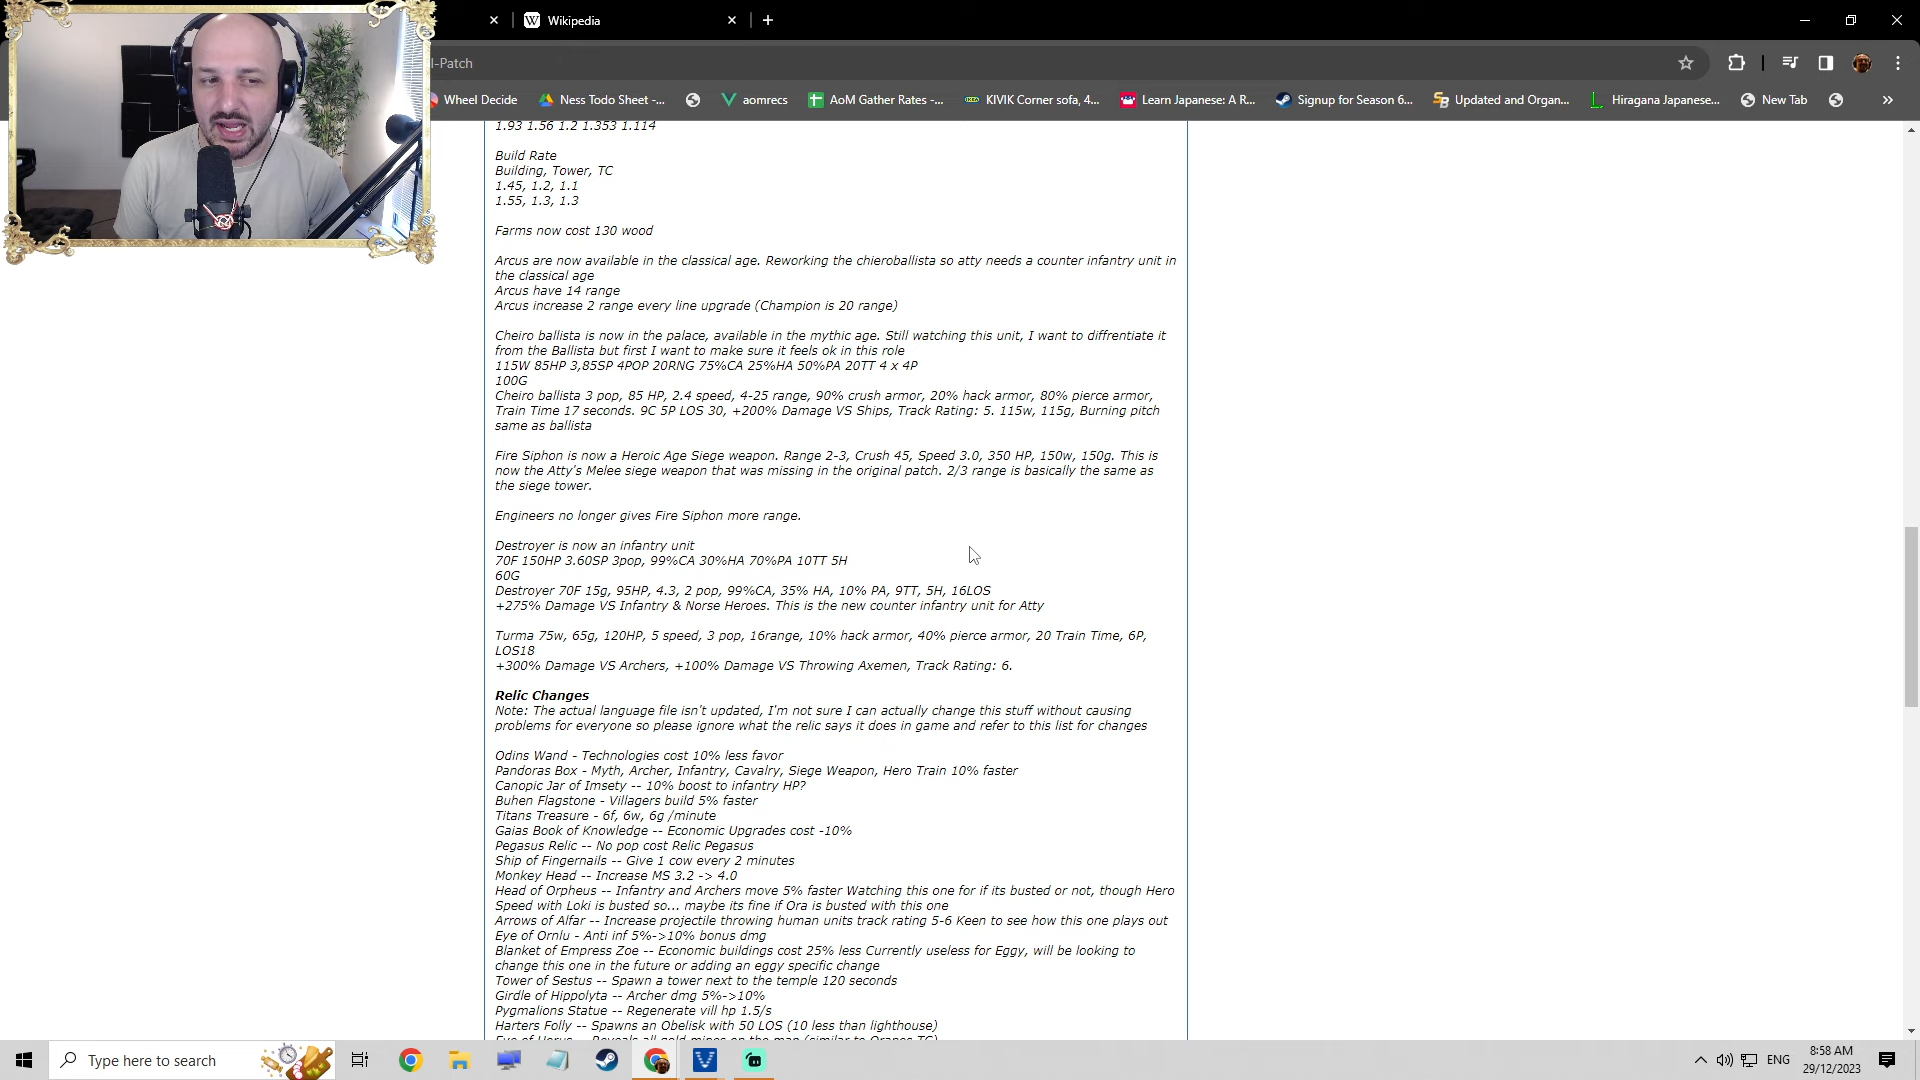 Wikipedia
l-Patch
Wheel Decide
Ness Todo Sheet -...
aomrecs
AoM Gather Rates -...
KIVIK Corner sofa, 4...
Learn Japanese: A R...
Signup for Season 6...
Updated and Organ...
Hiragana Japanese...
New Tab
1.93 1.56 1.2 1.353 1.114
Build Rate
Building, Tower, TC
1.45, 1.2, 1.1
1.55, 1.3, 1.3
Farms now cost 130 wood
Arcus are now available in the classical age. Reworking the chieroballista so atty needs a counter infantry unit in
the classical age
Arcus have 14 range
Arcus increase 2 range every line upgrade (Champion is 20 range)
Cheiro ballista is now in the palace, available in the mythic age. Still watching this unit, I want to diffrentiate it
from the Ballista but first I want to make sure it feels ok in this role
115W 85HP 3,85SP 4POP 20RNG 75%CA 25%HA 50%PA 20TT 4 x 4P
100G
Cheiro ballista 3 pop, 85 HP, 2.4 speed, 4-25 range, 90% crush armor, 20% hack armor, 80% pierce armor,
Train Time 17 seconds. 9C 5P LOS 30, +200% Damage VS Ships, Track Rating: 5. 115w, 115g, Burning pitch
same as ballista
Fire Siphon is now a Heroic Age Siege weapon. Range 2-3, Crush 45, Speed 3.0, 350 HP, 150w, 150g. This is
now the Atty's Melee siege weapon that was missing in the original patch. 2/3 range is basically the same as
the siege tower.
Engineers no longer gives Fire Siphon more range.
Destroyer is now an infantry unit
70F 150HP 3.60SP 3pop, 99%CA 30%HA 70%PA 10TT 5H
60G
Destroyer 70F 15g, 95HP, 4.3, 2 pop, 99%CA, 35% HA, 10% PA, 9TT, 5H, 16LOS
+275% Damage VS Infantry & Norse Heroes. This is the new counter infantry unit for Atty
Turma 75w, 65g, 120HP, 5 speed, 3 pop, 16range, 10% hack armor, 40% pierce armor, 20 Train Time, 6P,
LOS18
+300% Damage VS Archers, +100% Damage VS Throwing Axemen, Track Rating: 6.
Relic Changes
Note: The actual language file isn't updated, I'm not sure I can actually change this stuff without causing
problems for everyone so please ignore what the relic says it does in game and refer to this list for changes
Odins Wand - Technologies cost 10% less favor
Pandoras Box - Myth, Archer, Infantry, Cavalry, Siege Weapon, Hero Train 10% faster
Canopic Jar of Imsety -- 10% boost to infantry HP?
Buhen Flagstone - Villagers build 5% faster
Titans Treasure - 6f, 6w, 6g /minute
Gaias Book of Knowledge -- Economic Upgrades cost -10%
Pegasus Relic -- No pop cost Relic Pegasus
Ship of Fingernails -- Give 1 cow every 2 minutes
Monkey Head -- Increase MS 3.2 -> 4.0
Head of Orpheus -- Infantry and Archers move 5% faster Watching this one for if its busted or not, though Hero
Speed with Loki is busted so... maybe its fine if Ora is busted with this one
Arrows of Alfar -- Increase projectile throwing human units track rating 5-6 Keen to see how this one plays out
Eye of Ornlu - Anti inf 5%->10% bonus dmg
Blanket of Empress Zoe -- Economic buildings cost 25% less Currently useless for Eggy, will be looking to
change this one in the future or adding an eggy specific change
Tower of Sestus -- Spawn a tower next to the temple 120 seconds
Girdle of Hippolyta -- Archer dmg 5%->10%
Pygmalions Statue -- Regenerate vill hp 1.5/s
Harters Folly -- Spawns an Obelisk with 50 LOS (10 less than lighthouse)
Eye of Horus -- Reveals all gold mines on the map (similar to Oranos TC)
Type here to search
ENG
8:58 AM
29/12/2023